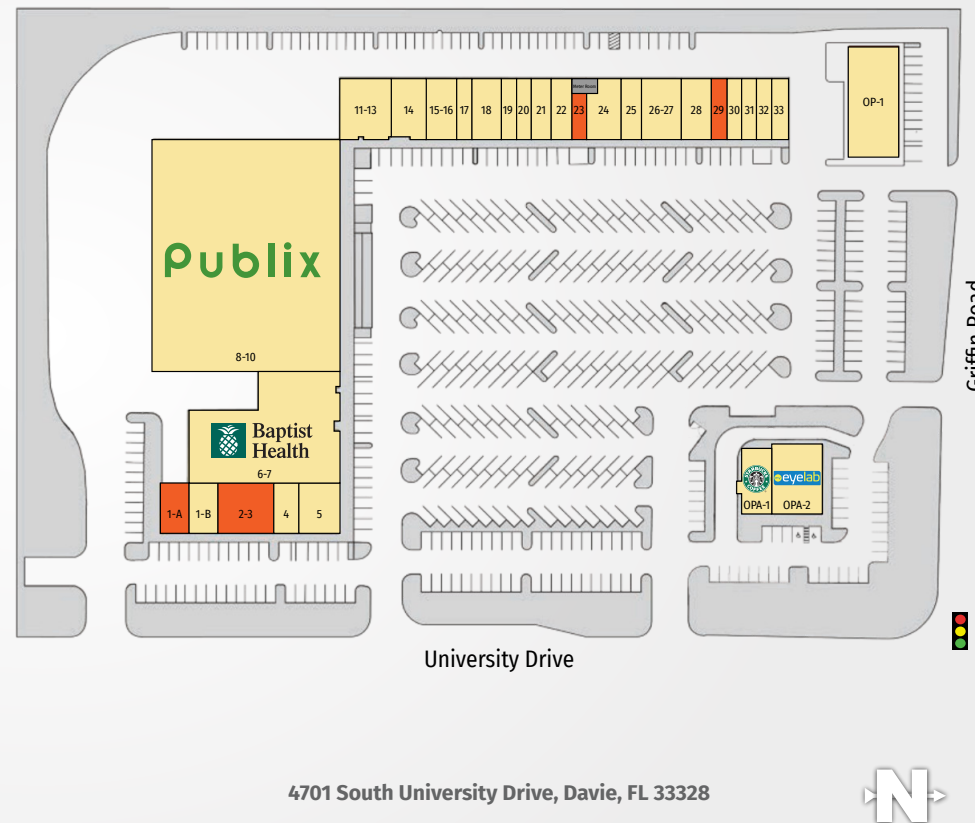 11-13
14
15-16
17
18
19
20
21
22
23
24
25
26-27
28
29
30
31
32
33
OP-1
Publix
8-10
Griffin Road
Baptist
Health
6-7
1-A
1-B
2-3
4
5
eyelab
OPA-1
OPA-2
University Drive
4701 South University Drive, Davie, FL 33328
N